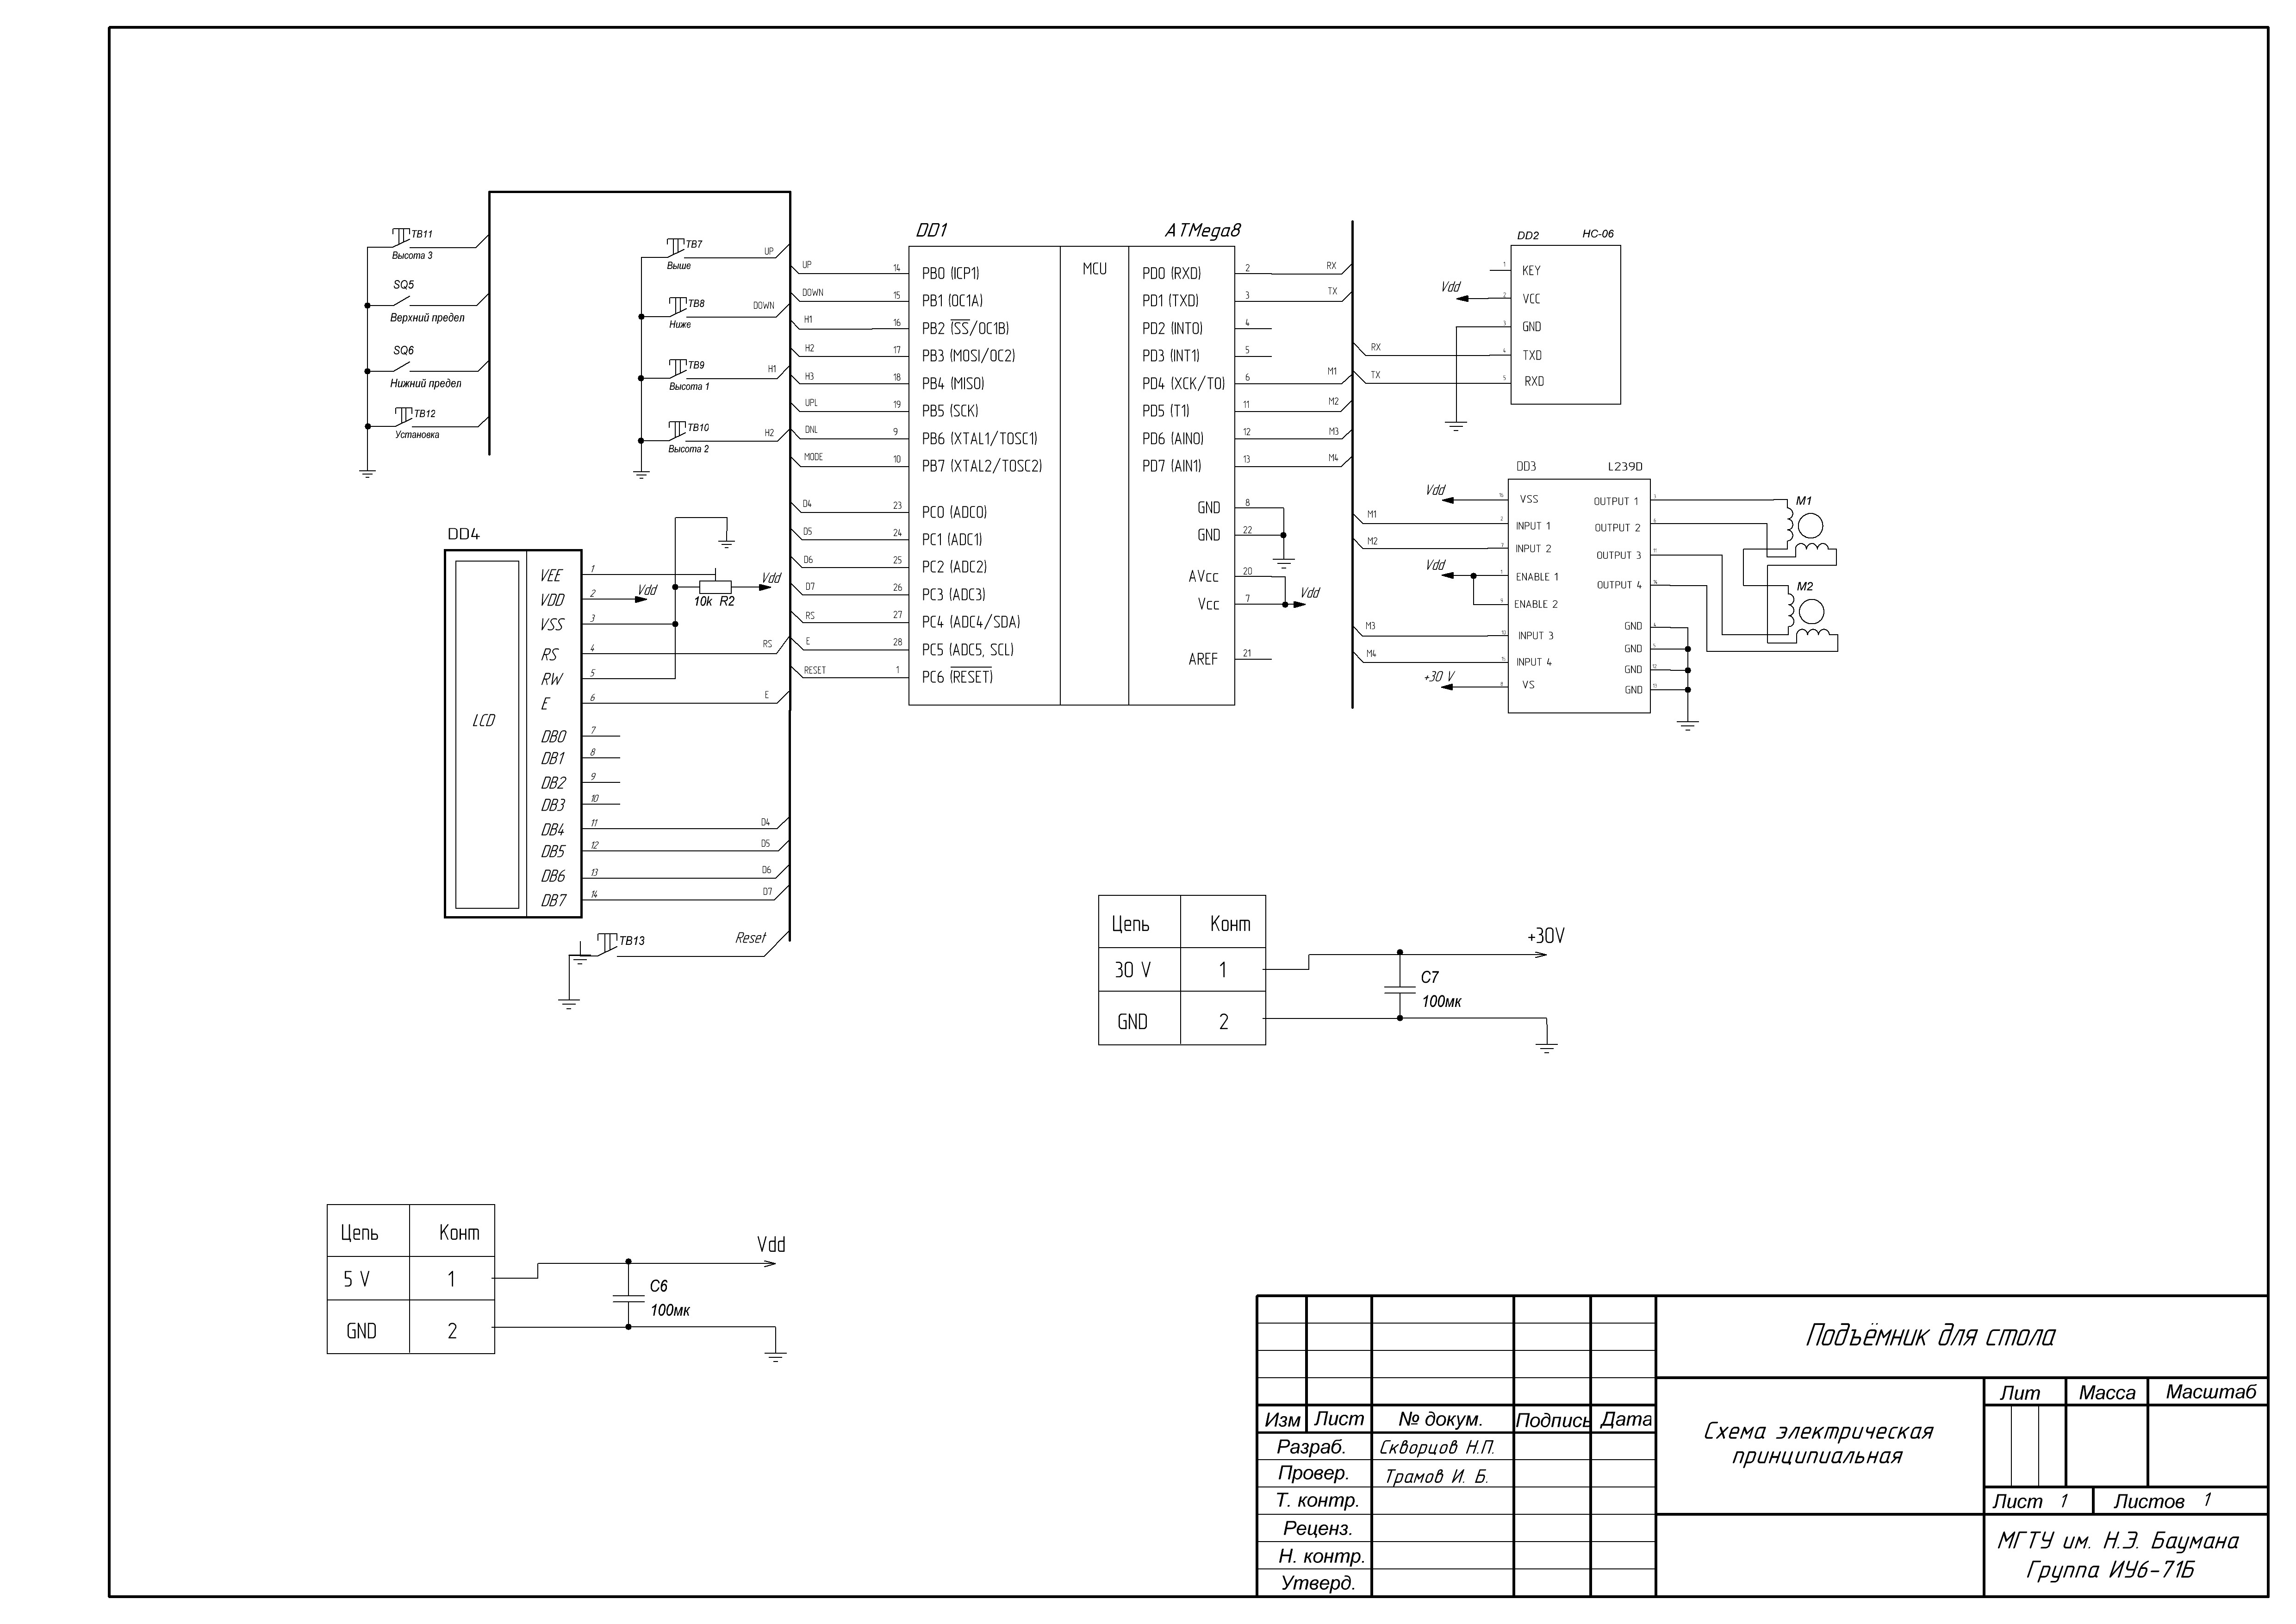 TB11
Высота 3
SQ5
Верхний предел
SQ6
Нижний предел
TB12
Установка
TB7
Выше
UP
TB8
Ниже
DOWN
TB9
Высота 1
H1
TB10
Высота 2
H2
DD1
ATMega8
MCU
UP 14 PB0 (ICP1)
DOWN 15 PB1 (OC1A)
H1 16 PB2 (SS/OC1B)
H2 17 PB3 (MOSI/OC2)
H3 18 PB4 (MISO)
UPL 19 PB5 (SCK)
DNL 9 PB6 (XTAL1/TOSC1)
MODE 10 PB7 (XTAL2/TOSC2)
D4 23 PC0 (ADC0)
D5 24 PC1 (ADC1)
D6 25 PC2 (ADC2)
D7 26 PC3 (ADC3)
RS 27 PC4 (ADC4/SDA)
E 28 PC5 (ADC5, SCL)
RESET 1 PC6 (RESET)
PD0 (RXD) 2 RX
PD1 (TXD) 3 TX
PD2 (INT0) 4
PD3 (INT1) 5
PD4 (XCK/T0) 6 M1
PD5 (T1) 11 M2
PD6 (AIN0) 12 M3
PD7 (AIN1) 13 M4
GND 8
GND 22
AVcc 20
Vcc 7 Vdd
AREF 21
DD2 HC-06
1 KEY
Vdd 2 VCC
3 GND
RX 4 TXD
TX 5 RXD
DD3 L239D
Vdd 16 VSS
M1 2 INPUT 1
M2 7 INPUT 2
Vdd 1 ENABLE 1
9 ENABLE 2
M3 10 INPUT 3
M4 15 INPUT 4
+30 V 8 VS
OUTPUT 1 3
OUTPUT 2 6
OUTPUT 3 11
OUTPUT 4 14
GND 4
GND 5
GND 12
GND 13
M1
M2
DD4
LCD
VEE 1
VDD 2 Vdd
VSS 3
RS 4 RS
RW 5
E 6 E
DB0 7
DB1 8
DB2 9
DB3 10
DB4 11 D4
DB5 12 D5
DB6 13 D6
DB7 14 D7
10k R2
Vdd
TB13
Reset
Цепь Конт
30 V 1
GND 2
+30V
C7
100мк
Цепь Конт
5 V 1
GND 2
Vdd
C6
100мк
Подъёмник для стола
Изм Лист № докум. Подпись Дата
Разраб. Скворцов Н.П.
Провер. Трамов И. Б.
Т. контр.
Реценз.
Н. контр.
Утверд.
Схема электрическая
принципиальная
Лит Масса Масштаб
Лист 1 Листов 1
МГТУ им. Н.Э. Баумана
Группа ИУ6-71Б